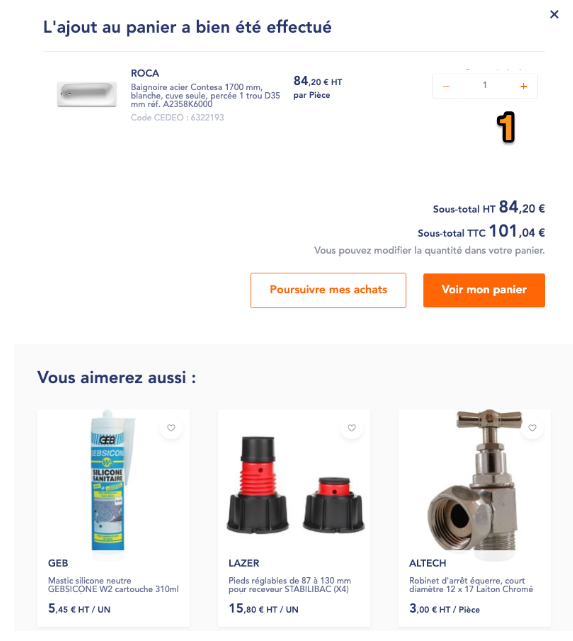 L'ajout au panier a bien été effectué
ROCA
Baignoire acier Contesa 1700 mm,
blanche, cuve seule, percée 1 trou D35
mm réf. A2358K6000
Code CEDEO : 6322193
84,20 € HT
par Pièce
− 1 +
1
Sous-total HT 84,20 €
Sous-total TTC 101,04 €
Vous pouvez modifier la quantité dans votre panier.
Poursuivre mes achats
Voir mon panier
Vous aimerez aussi :
GEB
GEBSICONE
W2
SILICONE
SANITAIRE
GEB
Mastic silicone neutre
GEBSICONE W2 cartouche 310ml
5,45 € HT / UN
LAZER
Pieds réglables de 87 à 130 mm
pour receveur STABILIBAC (X4)
15,80 € HT / UN
ALTECH
Robinet d'arrêt équerre, court
diamètre 12 x 17 Laiton Chromé
3,00 € HT / Pièce